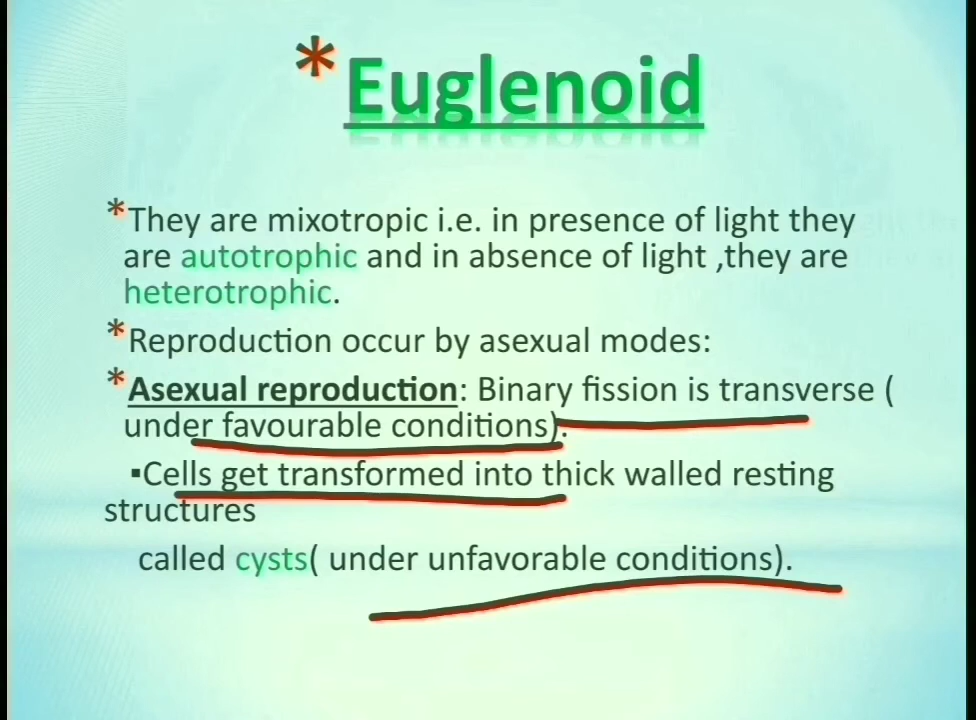 *Euglenoid
*They are mixotropic i.e. in presence of light they
are autotrophic and in absence of light ,they are
heterotrophic.
*Reproduction occur by asexual modes:
*Asexual reproduction: Binary fission is transverse (
under favourable conditions).
▪Cells get transformed into thick walled resting
structures
called cysts( under unfavorable conditions).